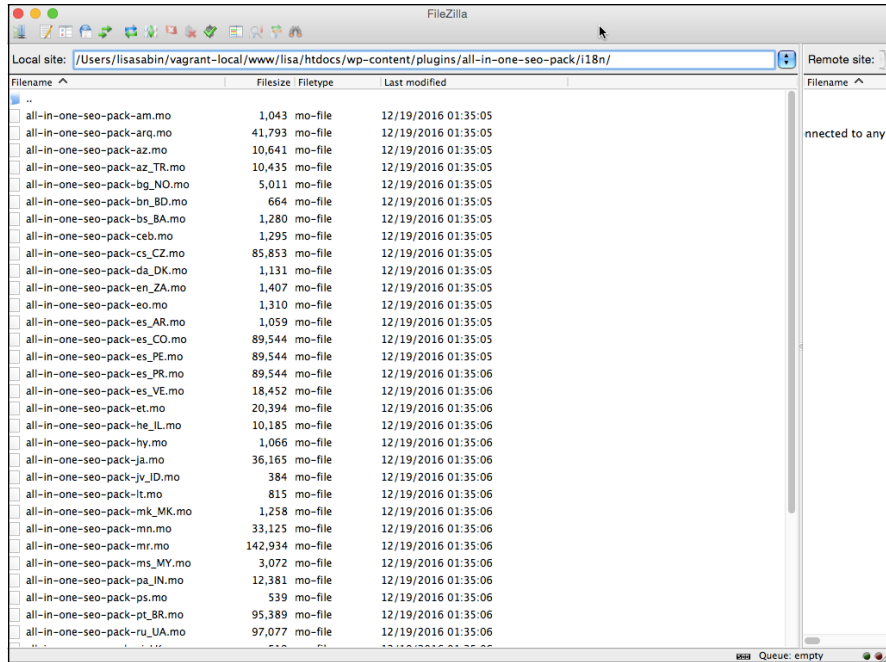 FileZilla
Local site: /Users/lisasabin/vagrant-local/www/lisa/htdocs/wp-content/plugins/all-in-one-seo-pack/i18n/ Remote site:
Filename Filesize Filetype Last modified Filename
..
all-in-one-seo-pack-am.mo 1,043 mo-file 12/19/2016 01:35:05
all-in-one-seo-pack-arq.mo 41,793 mo-file 12/19/2016 01:35:05 nnected to any
all-in-one-seo-pack-az.mo 10,641 mo-file 12/19/2016 01:35:05
all-in-one-seo-pack-az_TR.mo 10,435 mo-file 12/19/2016 01:35:05
all-in-one-seo-pack-bg_NO.mo 5,011 mo-file 12/19/2016 01:35:05
all-in-one-seo-pack-bn_BD.mo 664 mo-file 12/19/2016 01:35:05
all-in-one-seo-pack-bs_BA.mo 1,280 mo-file 12/19/2016 01:35:05
all-in-one-seo-pack-ceb.mo 1,295 mo-file 12/19/2016 01:35:05
all-in-one-seo-pack-cs_CZ.mo 85,853 mo-file 12/19/2016 01:35:05
all-in-one-seo-pack-da_DK.mo 1,131 mo-file 12/19/2016 01:35:05
all-in-one-seo-pack-en_ZA.mo 1,407 mo-file 12/19/2016 01:35:05
all-in-one-seo-pack-eo.mo 1,310 mo-file 12/19/2016 01:35:05
all-in-one-seo-pack-es_AR.mo 1,059 mo-file 12/19/2016 01:35:05
all-in-one-seo-pack-es_CO.mo 89,544 mo-file 12/19/2016 01:35:05
all-in-one-seo-pack-es_PE.mo 89,544 mo-file 12/19/2016 01:35:05
all-in-one-seo-pack-es_PR.mo 89,544 mo-file 12/19/2016 01:35:06
all-in-one-seo-pack-es_VE.mo 18,452 mo-file 12/19/2016 01:35:06
all-in-one-seo-pack-et.mo 20,394 mo-file 12/19/2016 01:35:06
all-in-one-seo-pack-he_IL.mo 10,185 mo-file 12/19/2016 01:35:06
all-in-one-seo-pack-hy.mo 1,066 mo-file 12/19/2016 01:35:06
all-in-one-seo-pack-ja.mo 36,165 mo-file 12/19/2016 01:35:06
all-in-one-seo-pack-jv_ID.mo 384 mo-file 12/19/2016 01:35:06
all-in-one-seo-pack-lt.mo 815 mo-file 12/19/2016 01:35:06
all-in-one-seo-pack-mk_MK.mo 1,258 mo-file 12/19/2016 01:35:06
all-in-one-seo-pack-mn.mo 33,125 mo-file 12/19/2016 01:35:06
all-in-one-seo-pack-mr.mo 142,934 mo-file 12/19/2016 01:35:06
all-in-one-seo-pack-ms_MY.mo 3,072 mo-file 12/19/2016 01:35:06
all-in-one-seo-pack-pa_IN.mo 12,381 mo-file 12/19/2016 01:35:06
all-in-one-seo-pack-ps.mo 539 mo-file 12/19/2016 01:35:06
all-in-one-seo-pack-pt_BR.mo 95,389 mo-file 12/19/2016 01:35:06
all-in-one-seo-pack-ru_UA.mo 97,077 mo-file 12/19/2016 01:35:06
Queue: empty